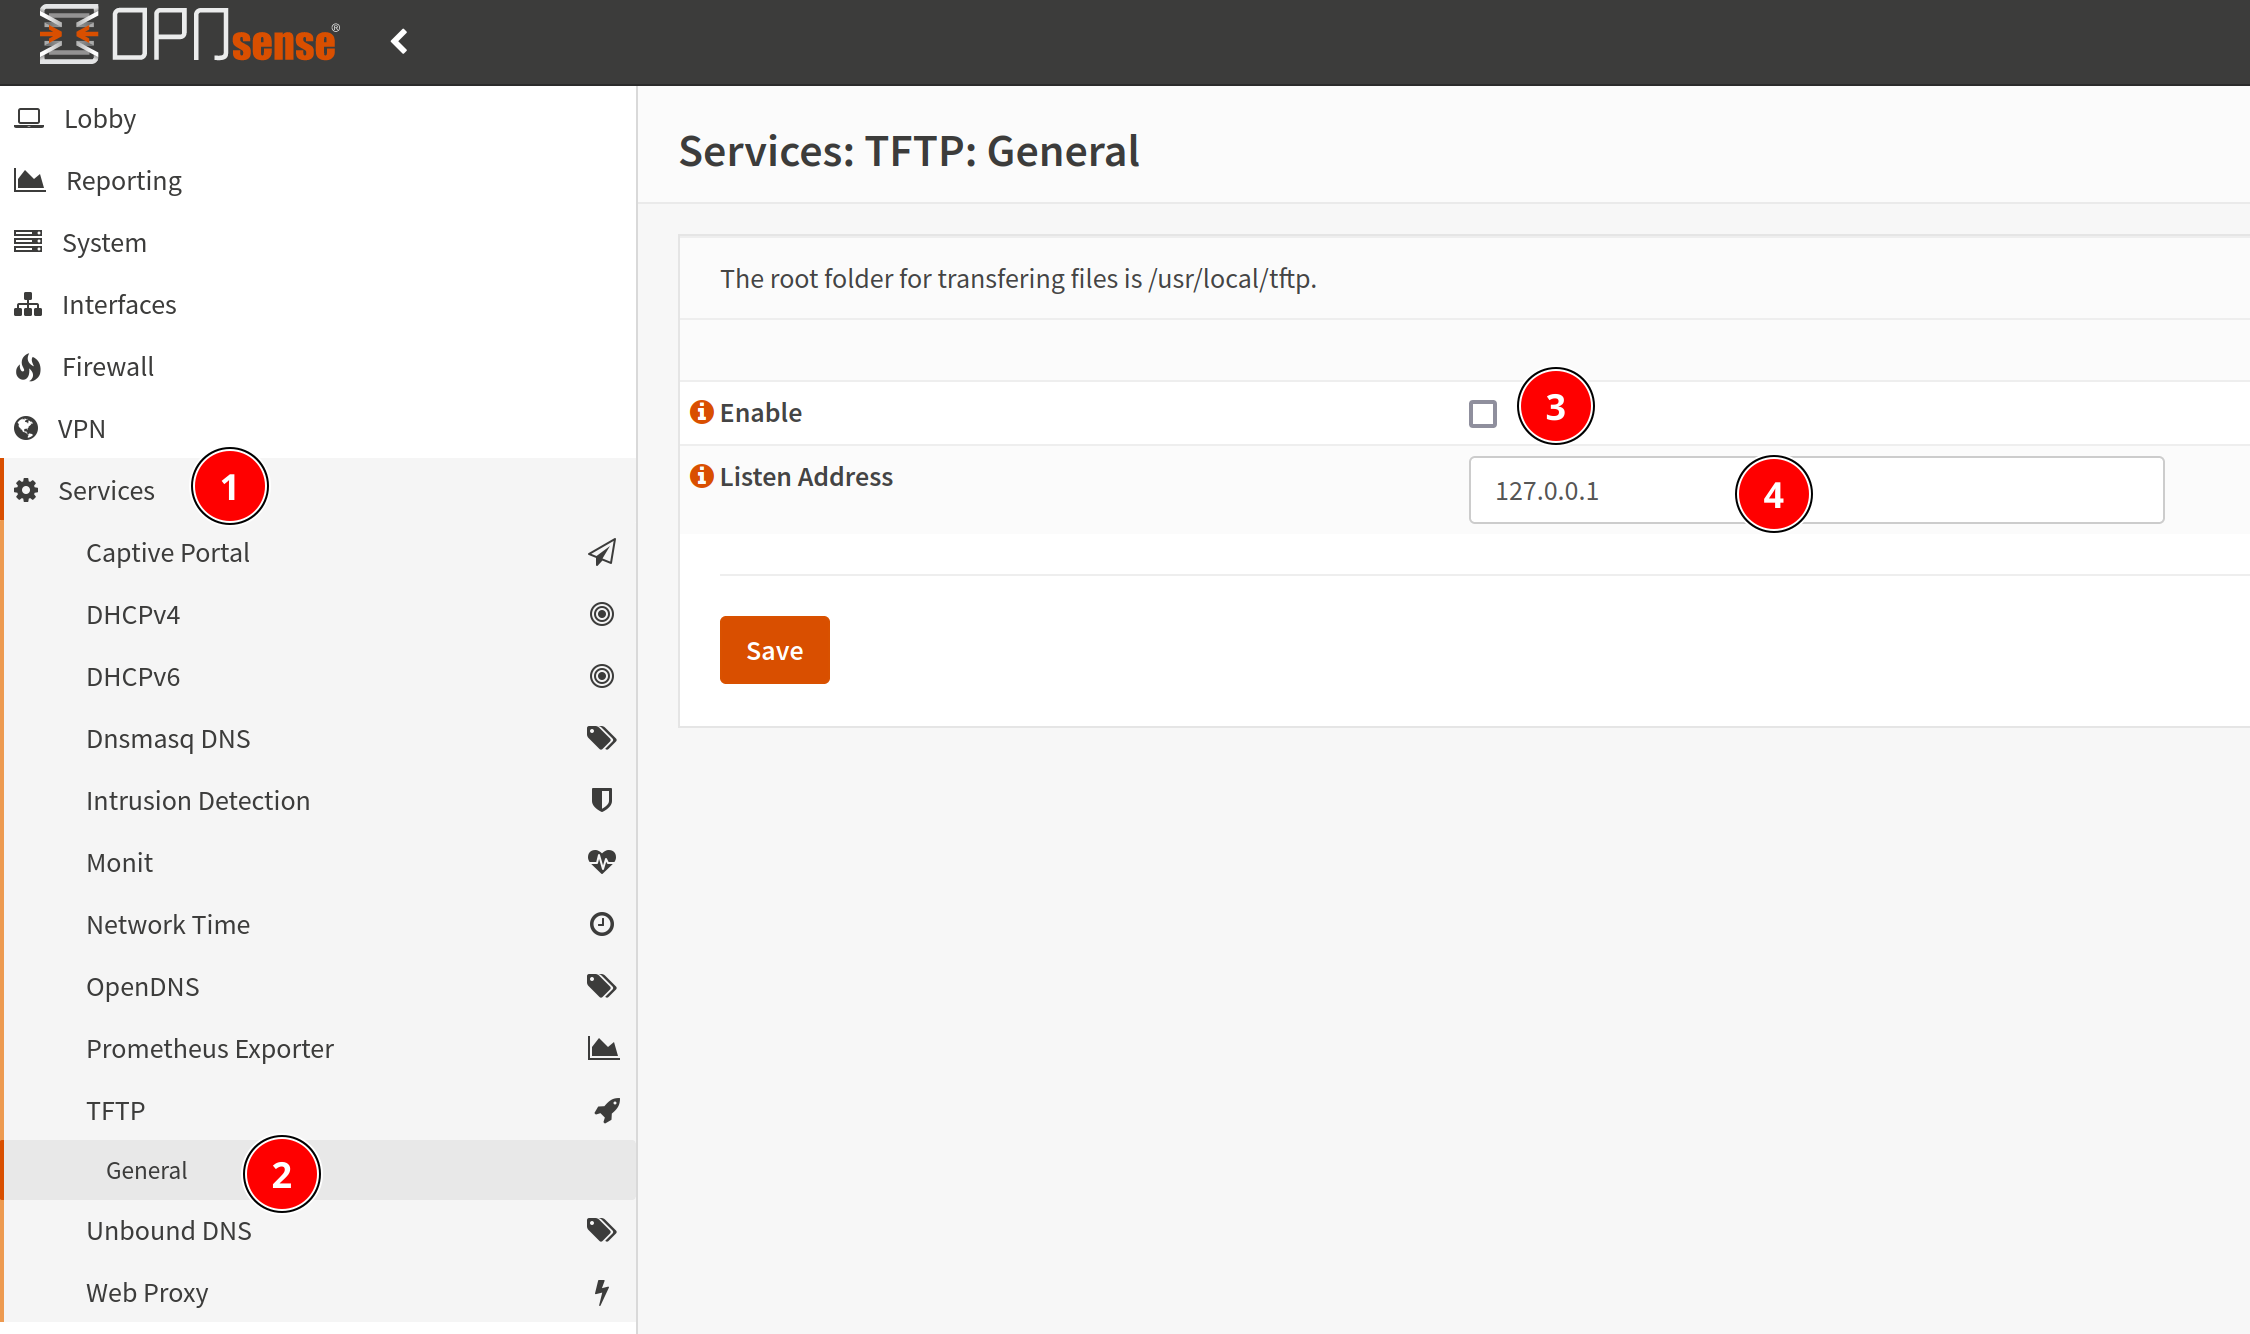 OPNsense®
Lobby
Reporting
System
Interfaces
Firewall
VPN
Services 1
Captive Portal
DHCPv4
DHCPv6
Dnsmasq DNS
Intrusion Detection
Monit
Network Time
OpenDNS
Prometheus Exporter
TFTP
General 2
Unbound DNS
Web Proxy
Services: TFTP: General
The root folder for transfering files is /usr/local/tftp.
Enable 3
Listen Address 127.0.0.1 4
Save